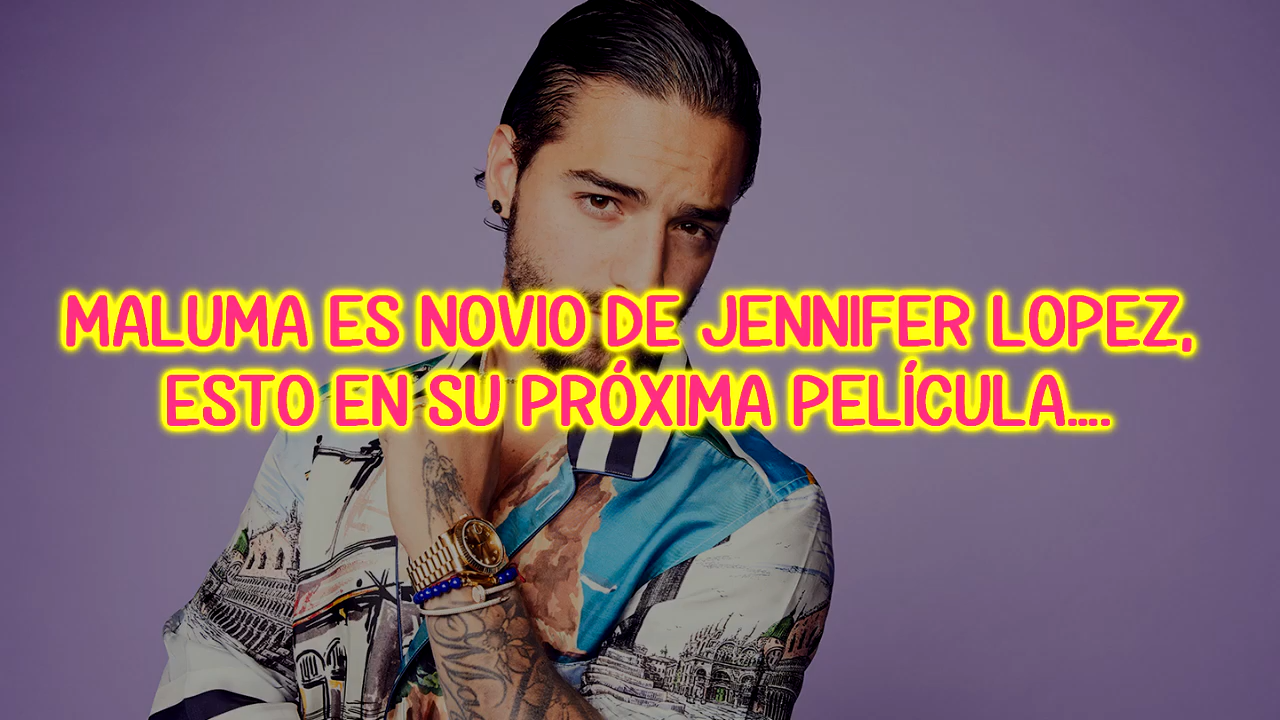 MALUMA ES NOVIO DE JENNIFER LOPEZ,
ESTO EN SU PRÓXIMA PELÍCULA....